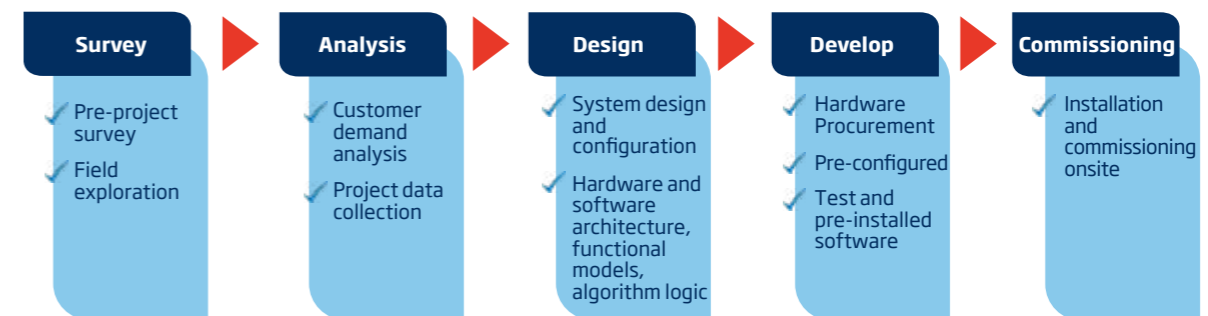 Survey
Pre-project
survey
Field
exploration
Analysis
Customer
demand
analysis
Project data
collection
Design
System design
and
configuration
Hardware and
software
architecture,
functional
models,
algorithm logic
Develop
Hardware
Procurement
Pre-configured
Test and
pre-installed
software
Commissioning
Installation
and
commissioning
onsite